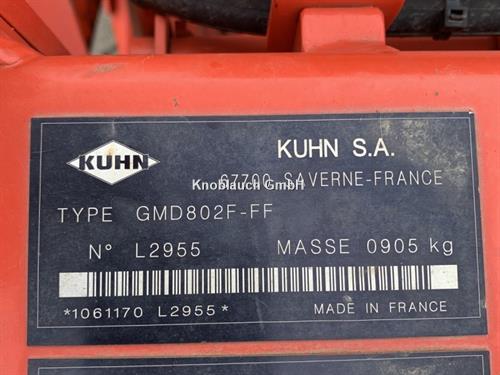 KUHN
KUHN S.A.
67700 SAVERNE-FRANCE
Knoblauch GmbH
TYPE GMD802F-FF
N° L2955 MASSE 0905 kg
*1061170 L2955* MADE IN FRANCE